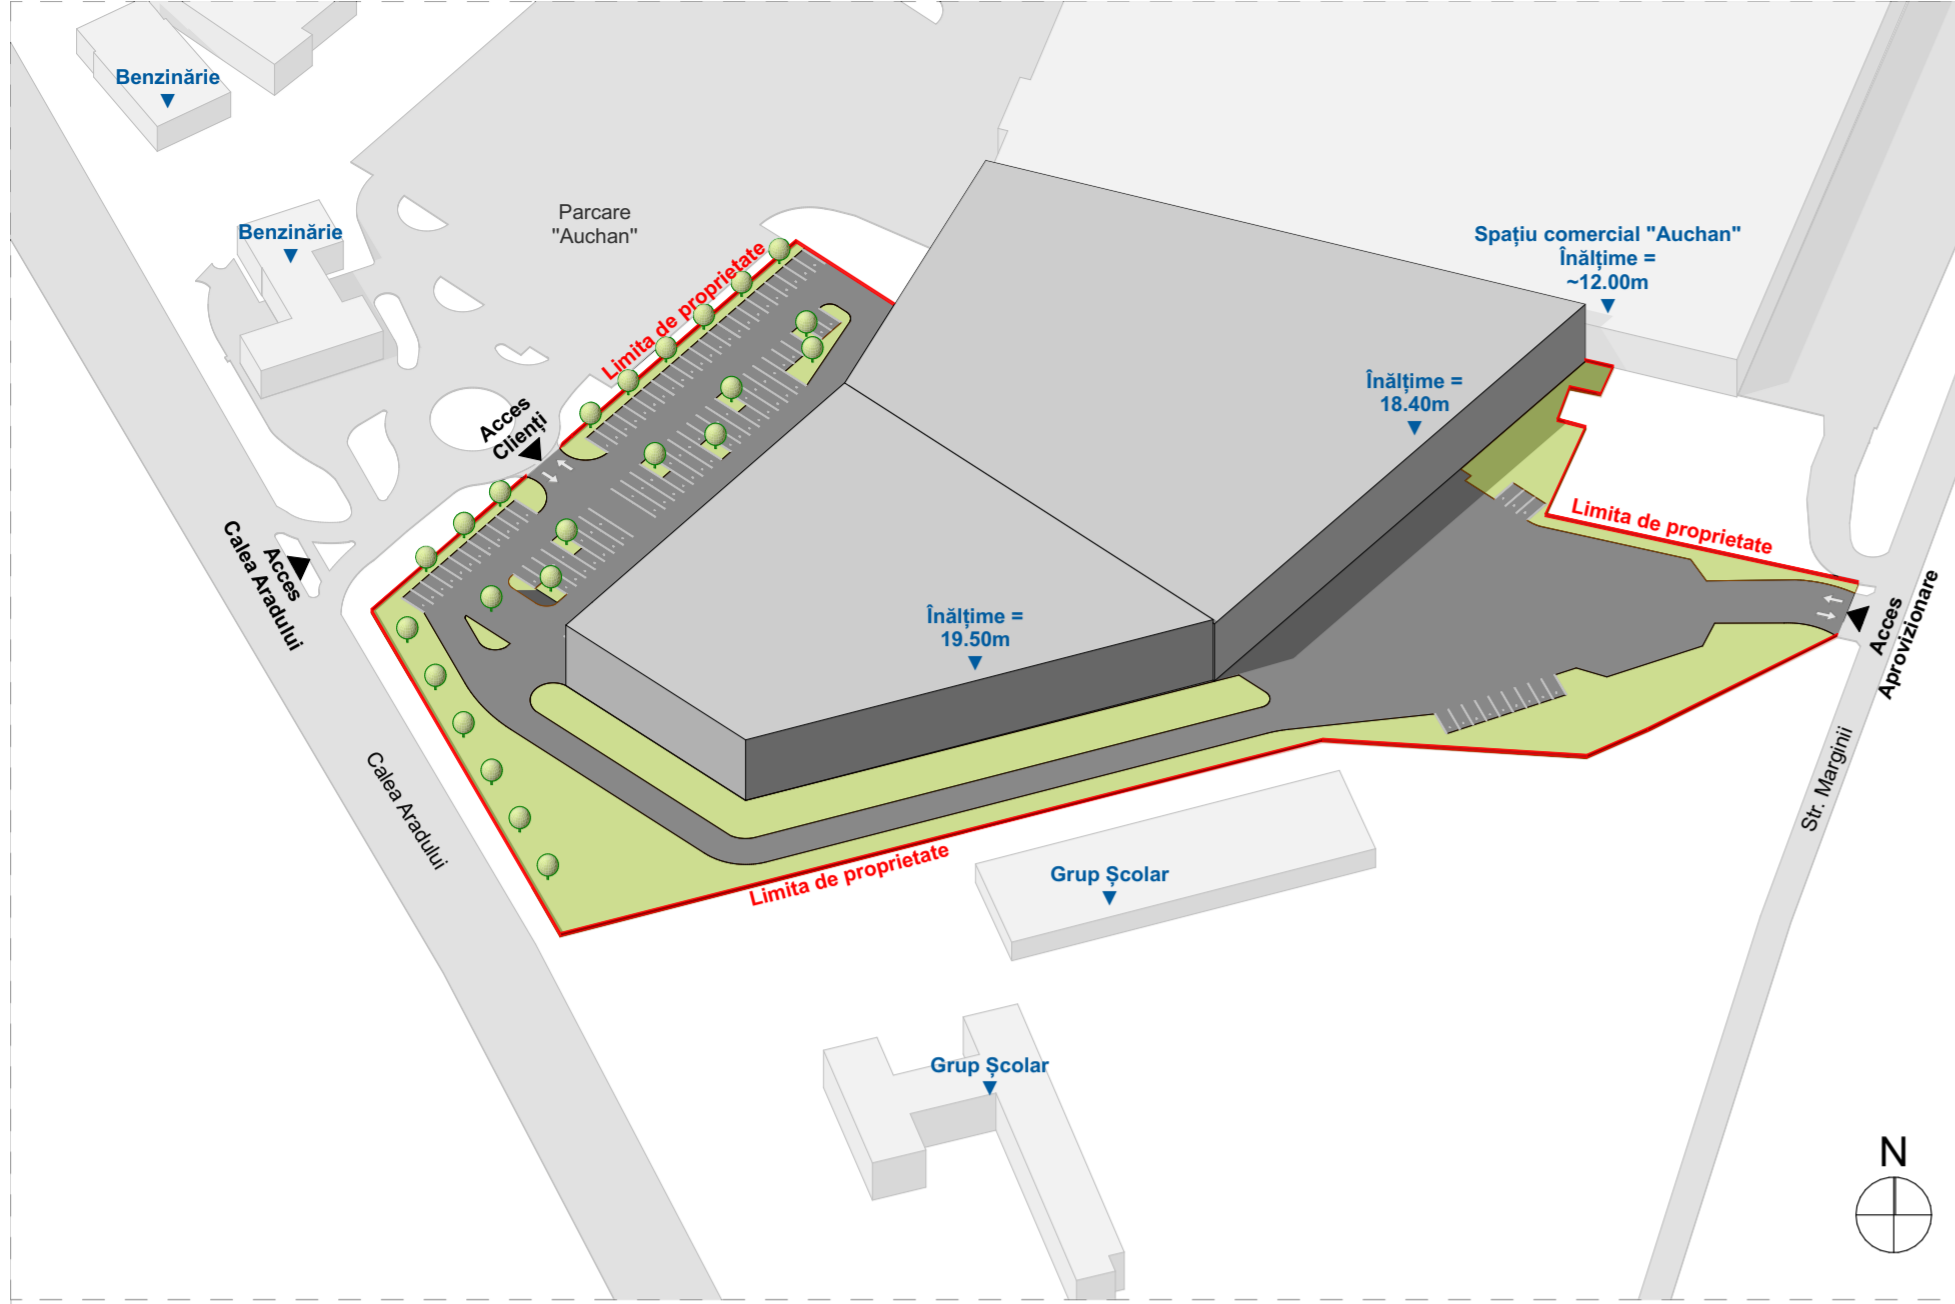 Benzinărie
Benzinărie
Parcare
"Auchan"
Limita de proprietate
Spațiu comercial "Auchan"
Înălțime =
~12.00m
Înălțime =
18.40m
Acces
Clienți
Acces
Calea Aradului
Limita de proprietate
Înălțime =
19.50m
Acces
Aprovizionare
Calea Aradului
Str. Marginii
Limita de proprietate
Grup Școlar
Grup Școlar
N